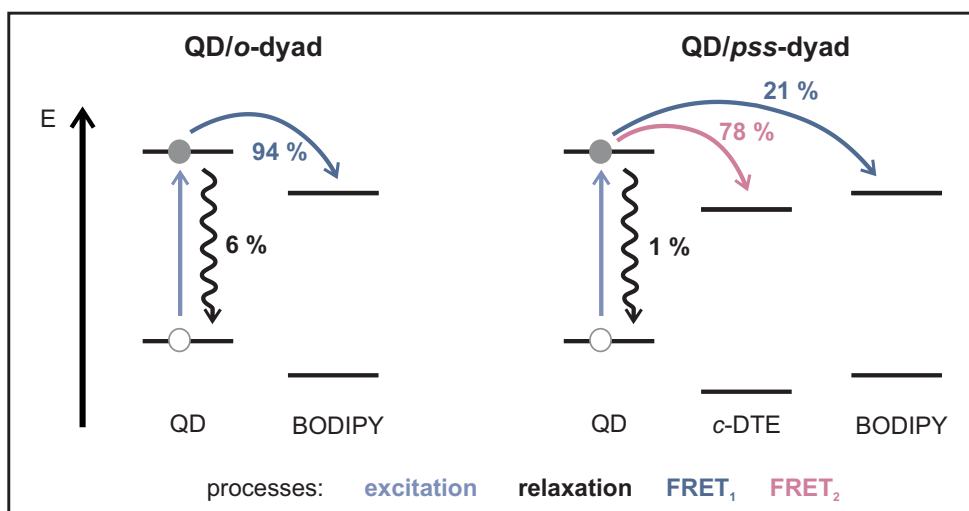 QD/o-dyad QD/pss-dyad
E
94 %
21 %
78 %
6 %
1 %
QD BODIPY QD c-DTE BODIPY
processes: excitation relaxation FRET₁ FRET₂